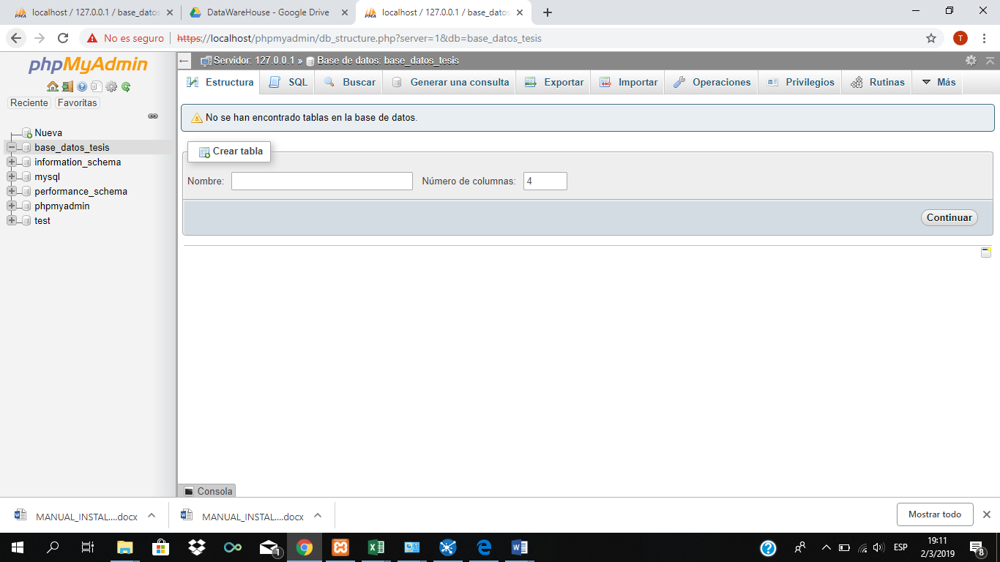 localhost / 127.0.0.1 / base_datos
DataWareHouse - Google Drive
localhost / 127.0.0.1 / base_datos
No es seguro
https://localhost/phpmyadmin/db_structure.php?server=1&db=base_datos_tesis
T
phpMyAdmin
Reciente
Favoritas
Nueva
base_datos_tesis
information_schema
mysql
performance_schema
phpmyadmin
test
Servidor: 127.0.0.1 » Base de datos: base_datos_tesis
Estructura
SQL
Buscar
Generar una consulta
Exportar
Importar
Operaciones
Privilegios
Rutinas
Más
No se han encontrado tablas en la base de datos.
Crear tabla
Nombre:
Número de columnas:
4
Continuar
Consola
MANUAL_INSTAL....docx
MANUAL_INSTAL....docx
Mostrar todo
1
ESP
19:11
2/3/2019
8